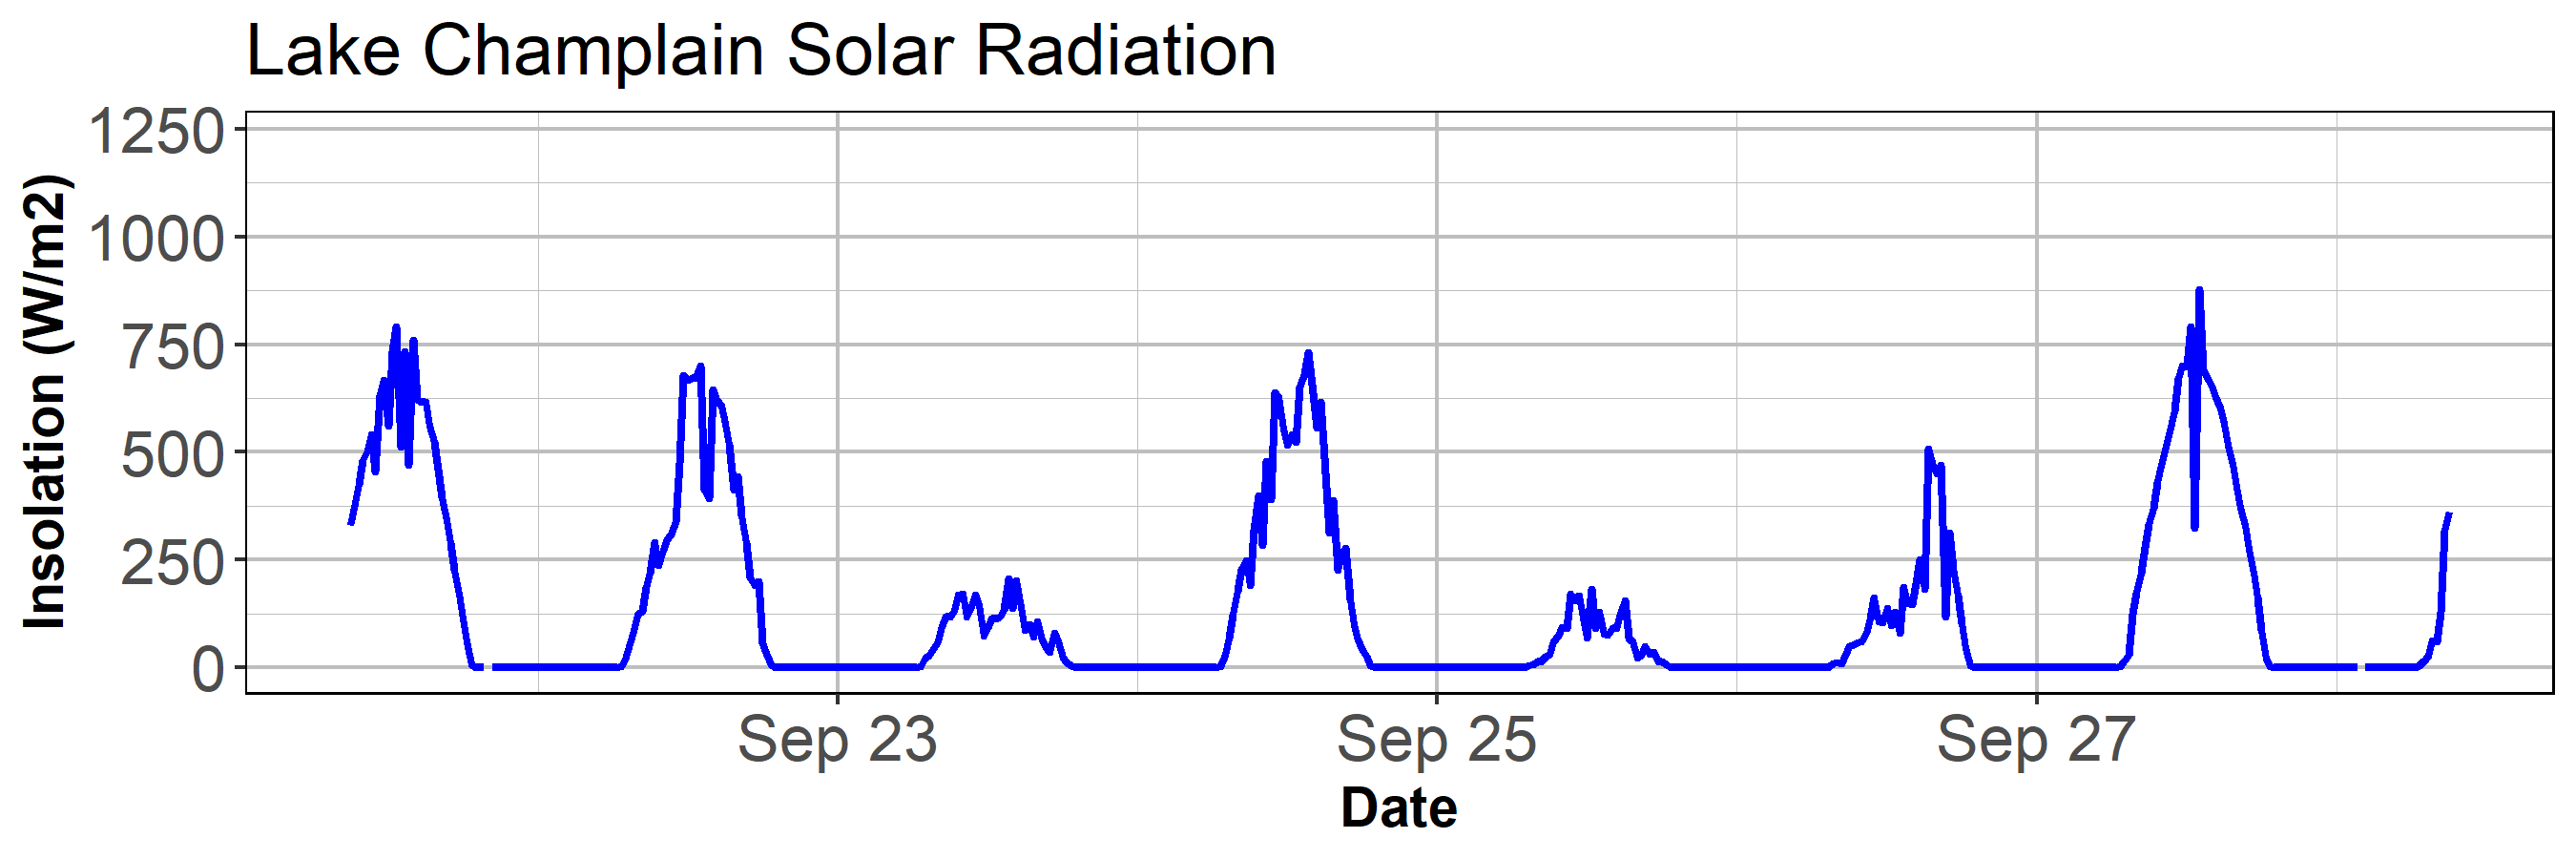 Lake Champlain Solar Radiation
Insolation (W/m2)
1250
1000
750
500
250
0
Sep 23 Sep 25 Sep 27
Date